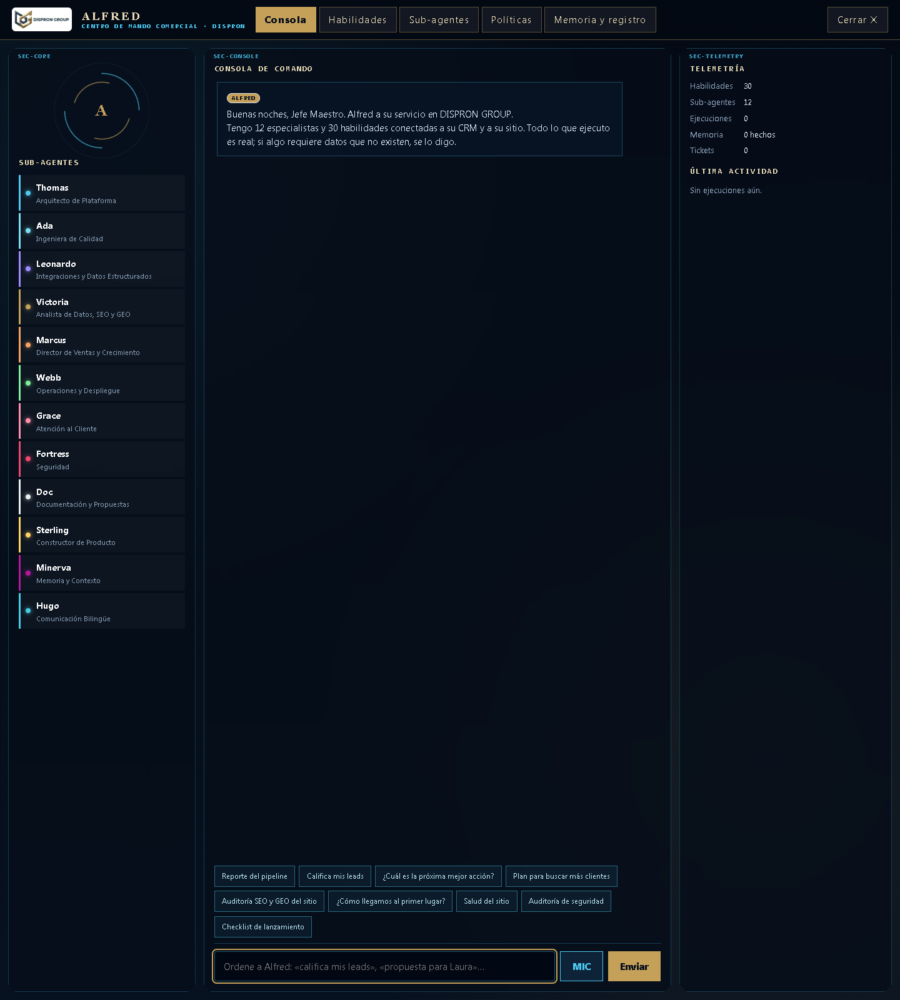 DISPRON GROUP
ALFRED
CENTRO DE MANDO COMERCIAL · DISPRON
Consola
Habilidades
Sub-agentes
Políticas
Memoria y registro
Cerrar ✕
SEC-CORE
A
SUB-AGENTES
Thomas
Arquitecto de Plataforma
Ada
Ingeniera de Calidad
Leonardo
Integraciones y Datos Estructurados
Victoria
Analista de Datos, SEO y GEO
Marcus
Director de Ventas y Crecimiento
Webb
Operaciones y Despliegue
Grace
Atención al Cliente
Fortress
Seguridad
Doc
Documentación y Propuestas
Sterling
Constructor de Producto
Minerva
Memoria y Contexto
Hugo
Comunicación Bilingüe
SEC-CONSOLE
CONSOLA DE COMANDO
ALFRED
Buenas noches, Jefe Maestro. Alfred a su servicio en DISPRON GROUP.
Tengo 12 especialistas y 30 habilidades conectadas a su CRM y a su sitio. Todo lo que ejecuto
es real; si algo requiere datos que no existen, se lo digo.
Reporte del pipeline
Califica mis leads
¿Cuál es la próxima mejor acción?
Plan para buscar más clientes
Auditoría SEO y GEO del sitio
¿Cómo llegamos al primer lugar?
Salud del sitio
Auditoría de seguridad
Checklist de lanzamiento
Ordene a Alfred: «califica mis leads», «propuesta para Laura»...
MIC
Enviar
SEC-TELEMETRY
TELEMETRÍA
Habilidades 30
Sub-agentes 12
Ejecuciones 0
Memoria 0 hechos
Tickets 0
ÚLTIMA ACTIVIDAD
Sin ejecuciones aún.